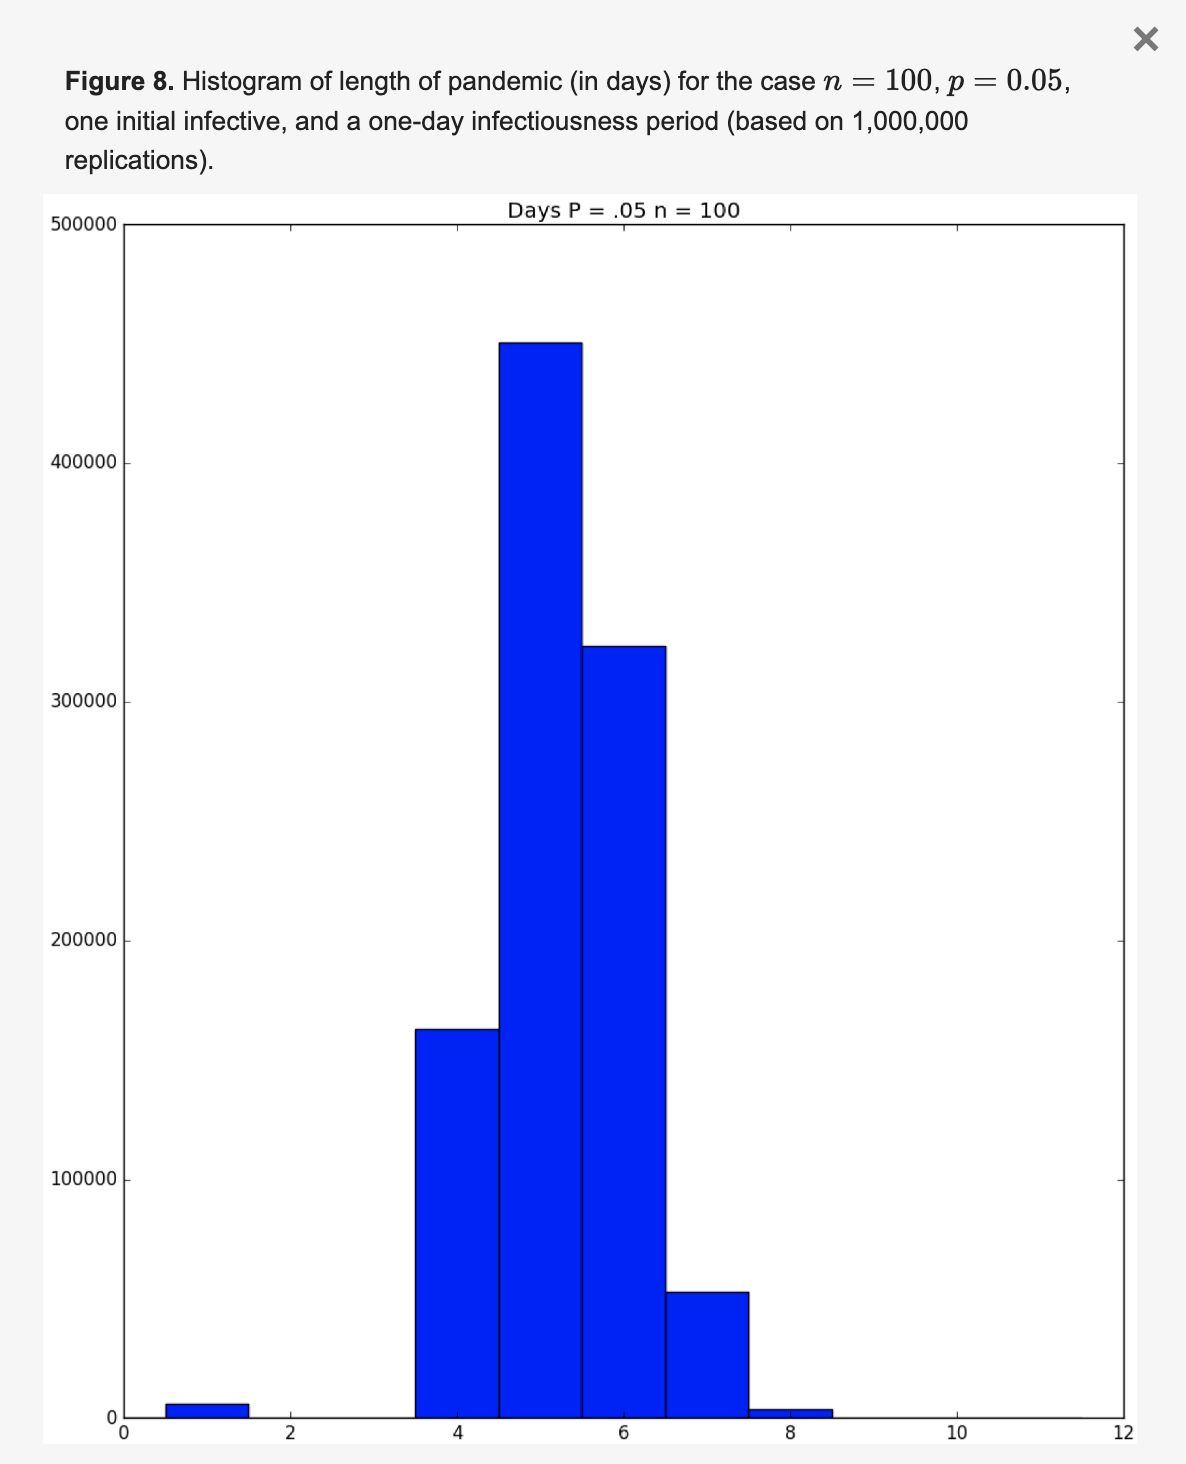 Figure 8. Histogram of length of pandemic (in days) for the case n = 100, p = 0.05,
one initial infective, and a one-day infectiousness period (based on 1,000,000
replications).
Days P = .05 n = 100
500000
400000
300000
200000
100000
0
0 2 4 6 8 10 12